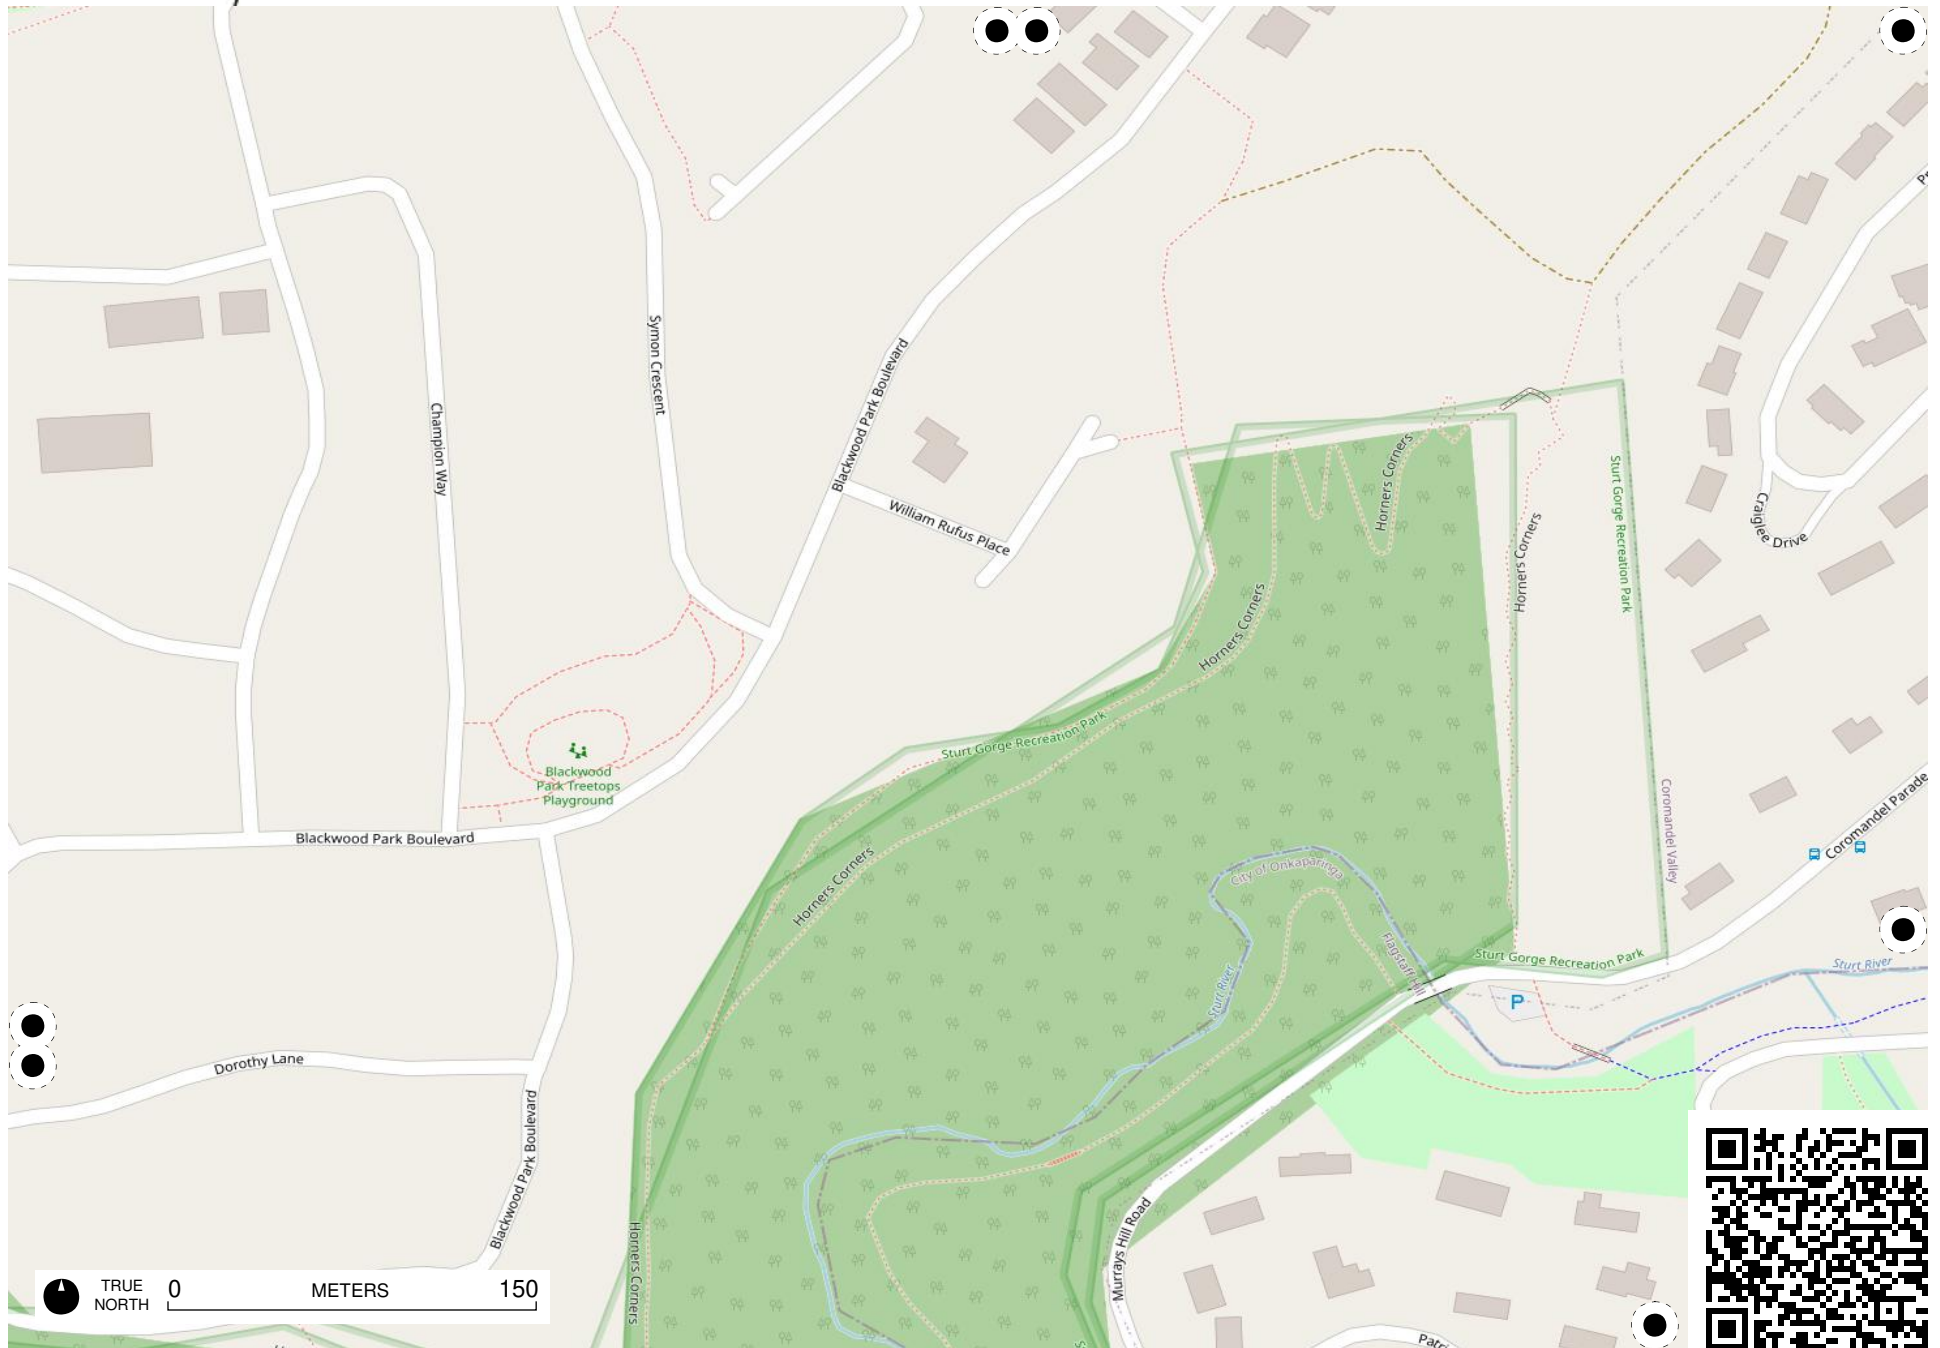 Symon Crescent
Champion Way
Blackwood Park Boulevard
William Rufus Place
Horners Corners
Horners Corners
Horners Corners
Sturt Gorge Recreation Park
Craiglee Drive
Sturt Gorge Recreation Park
Blackwood
Park Treetops
Playground
Blackwood Park Boulevard
Horners Corners
City of Onkaparinga
Coromandel Valley
Coromandel Parade
Flagstaff Hill
Sturt River
Sturt Gorge Recreation Park
Sturt River
P
Dorothy Lane
Blackwood Park Boulevard
Horners Corners
Murrays Hill Road
TRUE
NORTH
0 METERS 150